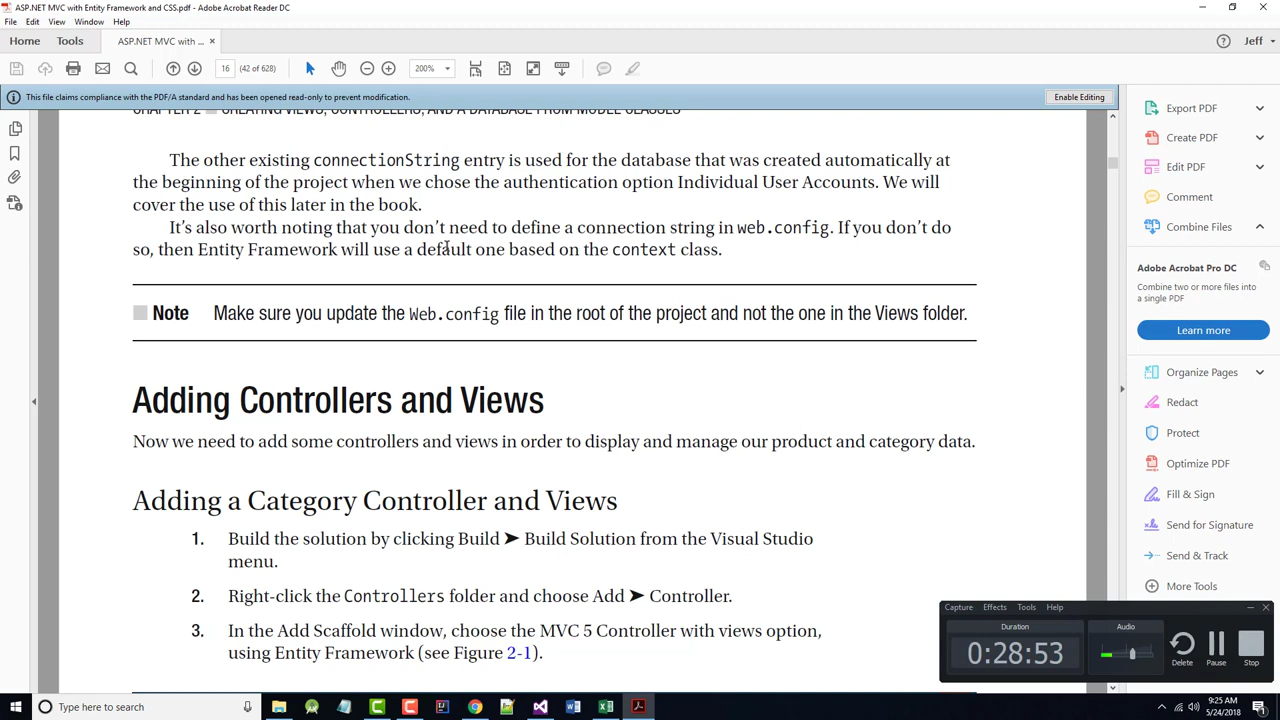 ASP.NET MVC with Entity Framework and CSS.pdf - Adobe Acrobat Reader DC
File Edit View Window Help
Home Tools ASP.NET MVC with ... × Jeff
16 (42 of 628) 200%
This file claims compliance with the PDF/A standard and has been opened read-only to prevent modification. Enable Editing
CHAPTER 2 CREATING VIEWS, CONTROLLERS, AND A DATABASE FROM MODEL CLASSES
The other existing connectionString entry is used for the database that was created automatically at
the beginning of the project when we chose the authentication option Individual User Accounts. We will
cover the use of this later in the book.
It's also worth noting that you don't need to define a connection string in web.config. If you don't do
so, then Entity Framework will use a default one based on the context class.
Note Make sure you update the Web.config file in the root of the project and not the one in the Views folder.
Adding Controllers and Views
Now we need to add some controllers and views in order to display and manage our product and category data.
Adding a Category Controller and Views
1. Build the solution by clicking Build ➤ Build Solution from the Visual Studio
menu.
2. Right-click the Controllers folder and choose Add ➤ Controller.
3. In the Add Scaffold window, choose the MVC 5 Controller with views option,
using Entity Framework (see Figure 2-1).
Export PDF
Create PDF
Edit PDF
Comment
Combine Files
Adobe Acrobat Pro DC
Combine two or more files into
a single PDF
Learn more
Organize Pages
Redact
Protect
Optimize PDF
Fill & Sign
Send for Signature
Send & Track
More Tools
Capture Effects Tools Help
Duration Audio
0:28:53
Delete Pause Stop
Type here to search
9:25 AM
5/24/2018